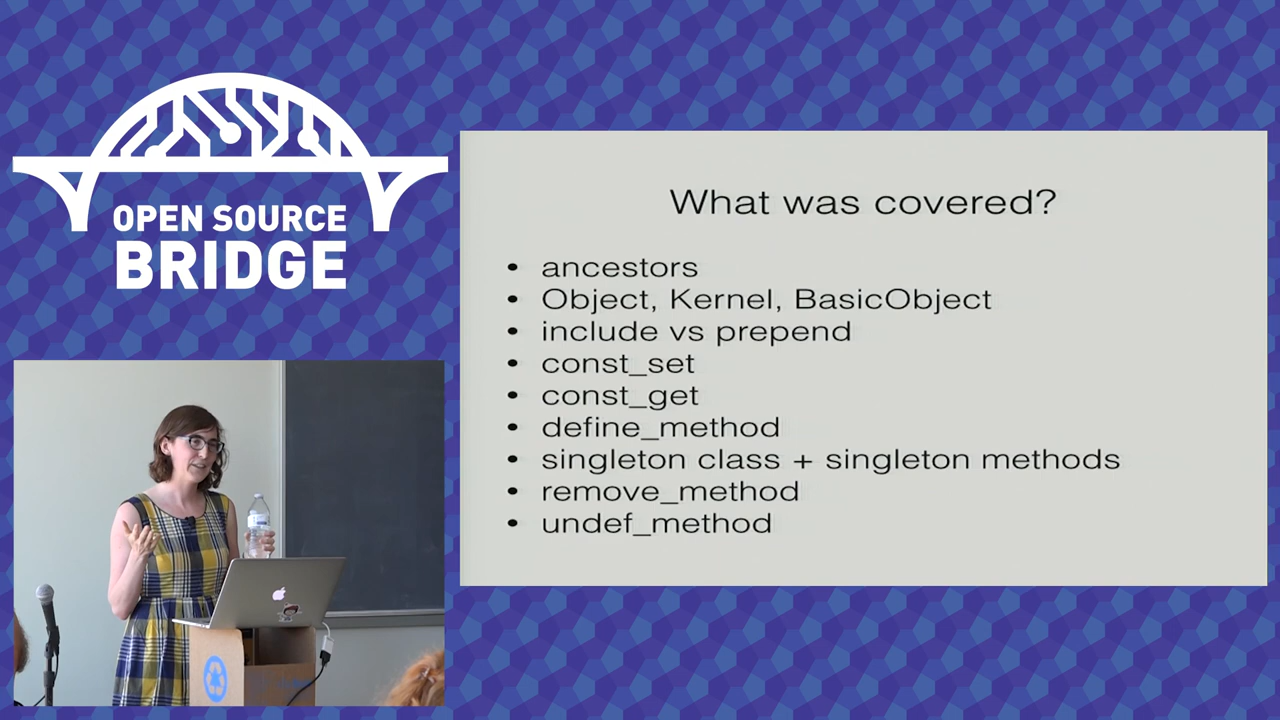 OPEN SOURCE
BRIDGE
What was covered?
• ancestors
• Object, Kernel, BasicObject
• include vs prepend
• const_set
• const_get
• define_method
• singleton class + singleton methods
• remove_method
• undef_method